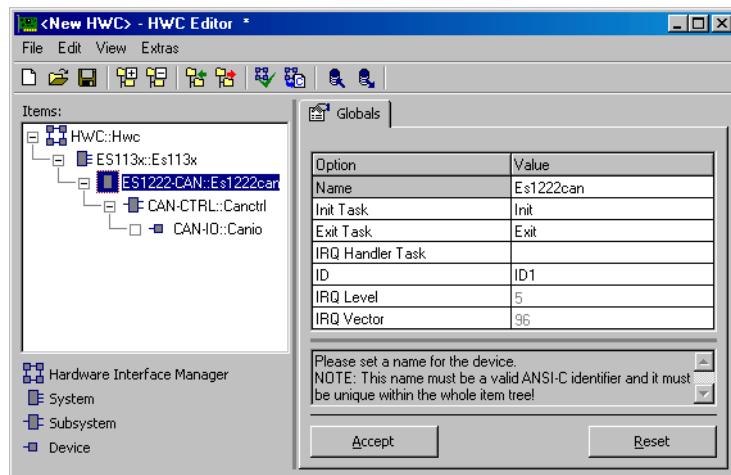 <New HWC> - HWC Editor *
File Edit View Extras
Items:
HWC::Hwc
ES113x::Es113x
ES1222-CAN::Es1222can
CAN-CTRL::Canctrl
CAN-IO::Canio
Hardware Interface Manager
System
Subsystem
Device
Globals
Option Value
Name Es1222can
Init Task Init
Exit Task Exit
IRQ Handler Task
ID ID1
IRQ Level 5
IRQ Vector 96
Please set a name for the device.
NOTE: This name must be a valid ANSI-C identifier and it must
be unique within the whole item tree!
Accept Reset